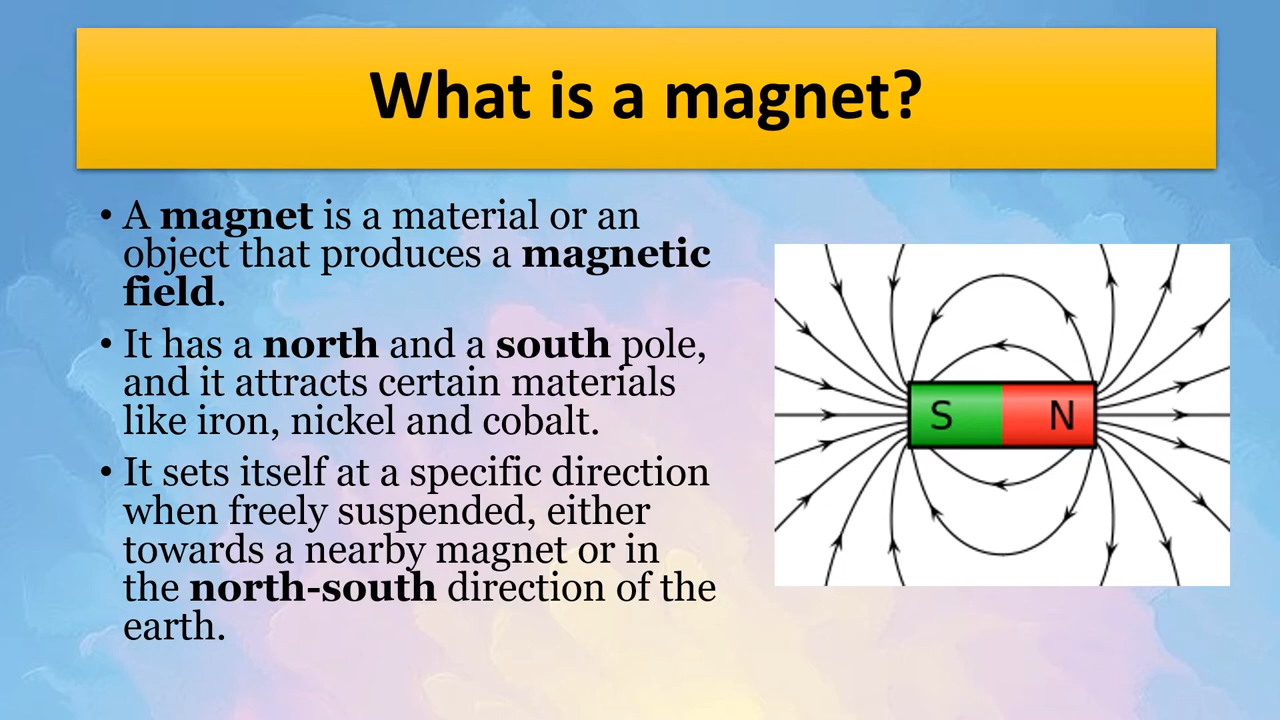 What is a magnet?
• A magnet is a material or an
object that produces a magnetic
field.
• It has a north and a south pole,
and it attracts certain materials
like iron, nickel and cobalt.
• It sets itself at a specific direction
when freely suspended, either
towards a nearby magnet or in
the north-south direction of the
earth.
S N